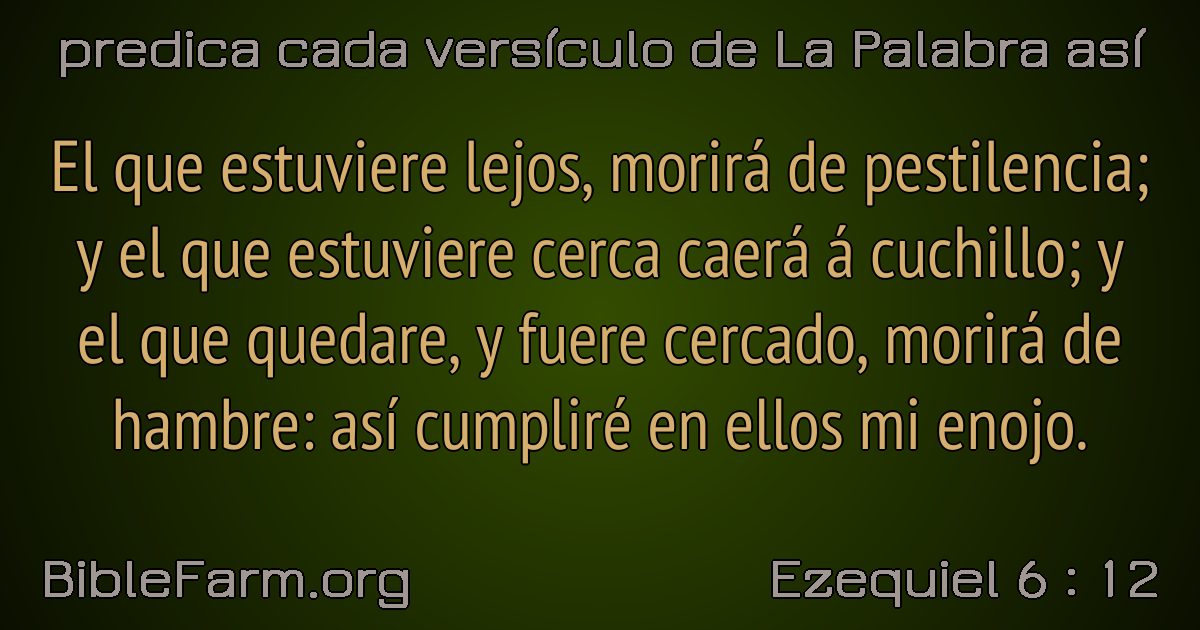 predica cada versículo de La Palabra así
El que estuviere lejos, morirá de pestilencia;
y el que estuviere cerca caerá á cuchillo; y
el que quedare, y fuere cercado, morirá de
hambre: así cumpliré en ellos mi enojo.
BibleFarm.org
Ezequiel 6 : 12